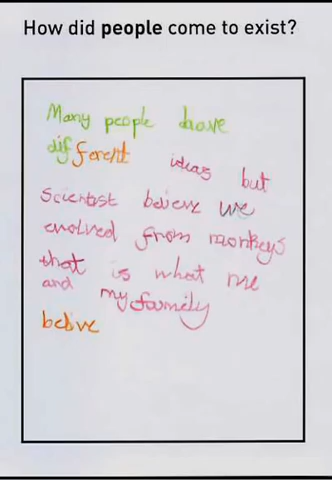 How did people come to exist?
Many people have
different ideas but
Scientist believe we
evolved from monkeys
that is what me
and my family
belive